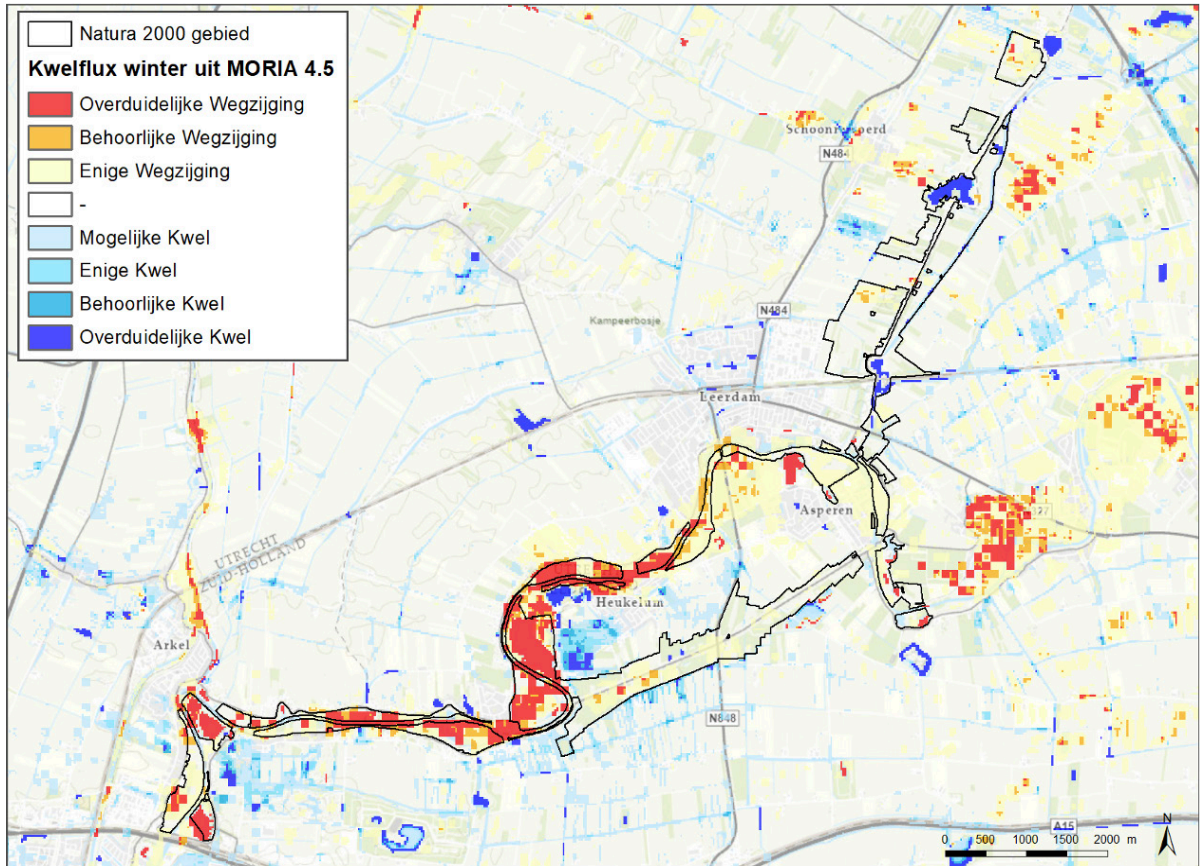 Natura 2000 gebied
Kwelflux winter uit MORIA 4.5
Overduidelijke Wegzijging
Behoorlijke Wegzijging
Enige Wegzijging
-
Mogelijke Kwel
Enige Kwel
Behoorlijke Kwel
Overduidelijke Kwel
N484
N484
Kampeerbosje
Leerdam
Asperen
UTRECHT
ZUID-HOLLAND
Heukelum
Arkel
N848
A15
N
0 500 1000 1500 2000 m